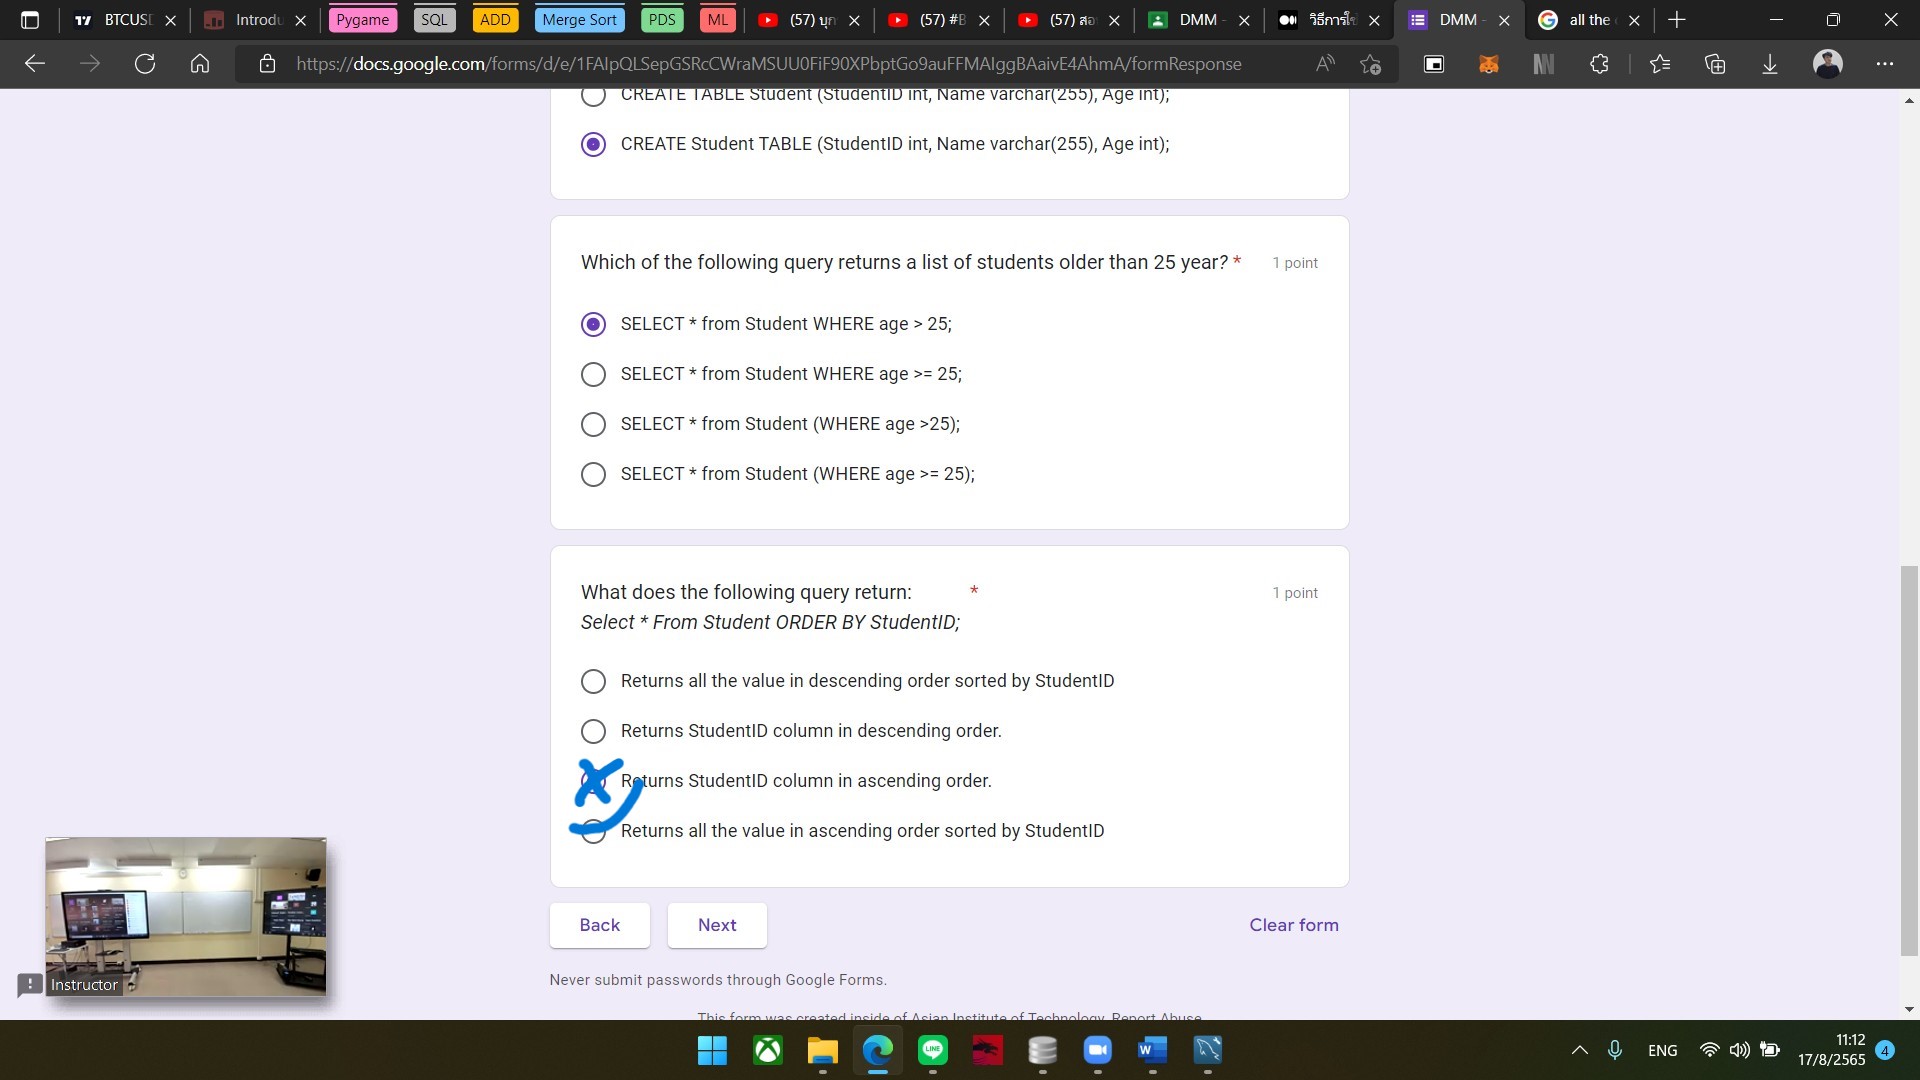 BTCUSD
Introdu
Pygame
SQL
ADD
Merge Sort
PDS
ML
(57) บุก
(57) #B
(57) สอ
DMM -
วิธีการใช
DMM -
all the
https://docs.google.com/forms/d/e/1FAIpQLSepGSRcCWraMSUU0FiF90XPbptGo9auFFMAIggBAaivE4AhmA/formResponse
CREATE TABLE Student (StudentID int, Name varchar(255), Age int);
CREATE Student TABLE (StudentID int, Name varchar(255), Age int);
Which of the following query returns a list of students older than 25 year? *
1 point
SELECT * from Student WHERE age > 25;
SELECT * from Student WHERE age >= 25;
SELECT * from Student (WHERE age >25);
SELECT * from Student (WHERE age >= 25);
What does the following query return: *
1 point
Select * From Student ORDER BY StudentID;
Returns all the value in descending order sorted by StudentID
Returns StudentID column in descending order.
Returns StudentID column in ascending order.
Returns all the value in ascending order sorted by StudentID
Back
Next
Clear form
Never submit passwords through Google Forms.
This form was created inside of Asian Institute of Technology. Report Abuse
Instructor
LINE
W
ENG
11:12
17/8/2565
4